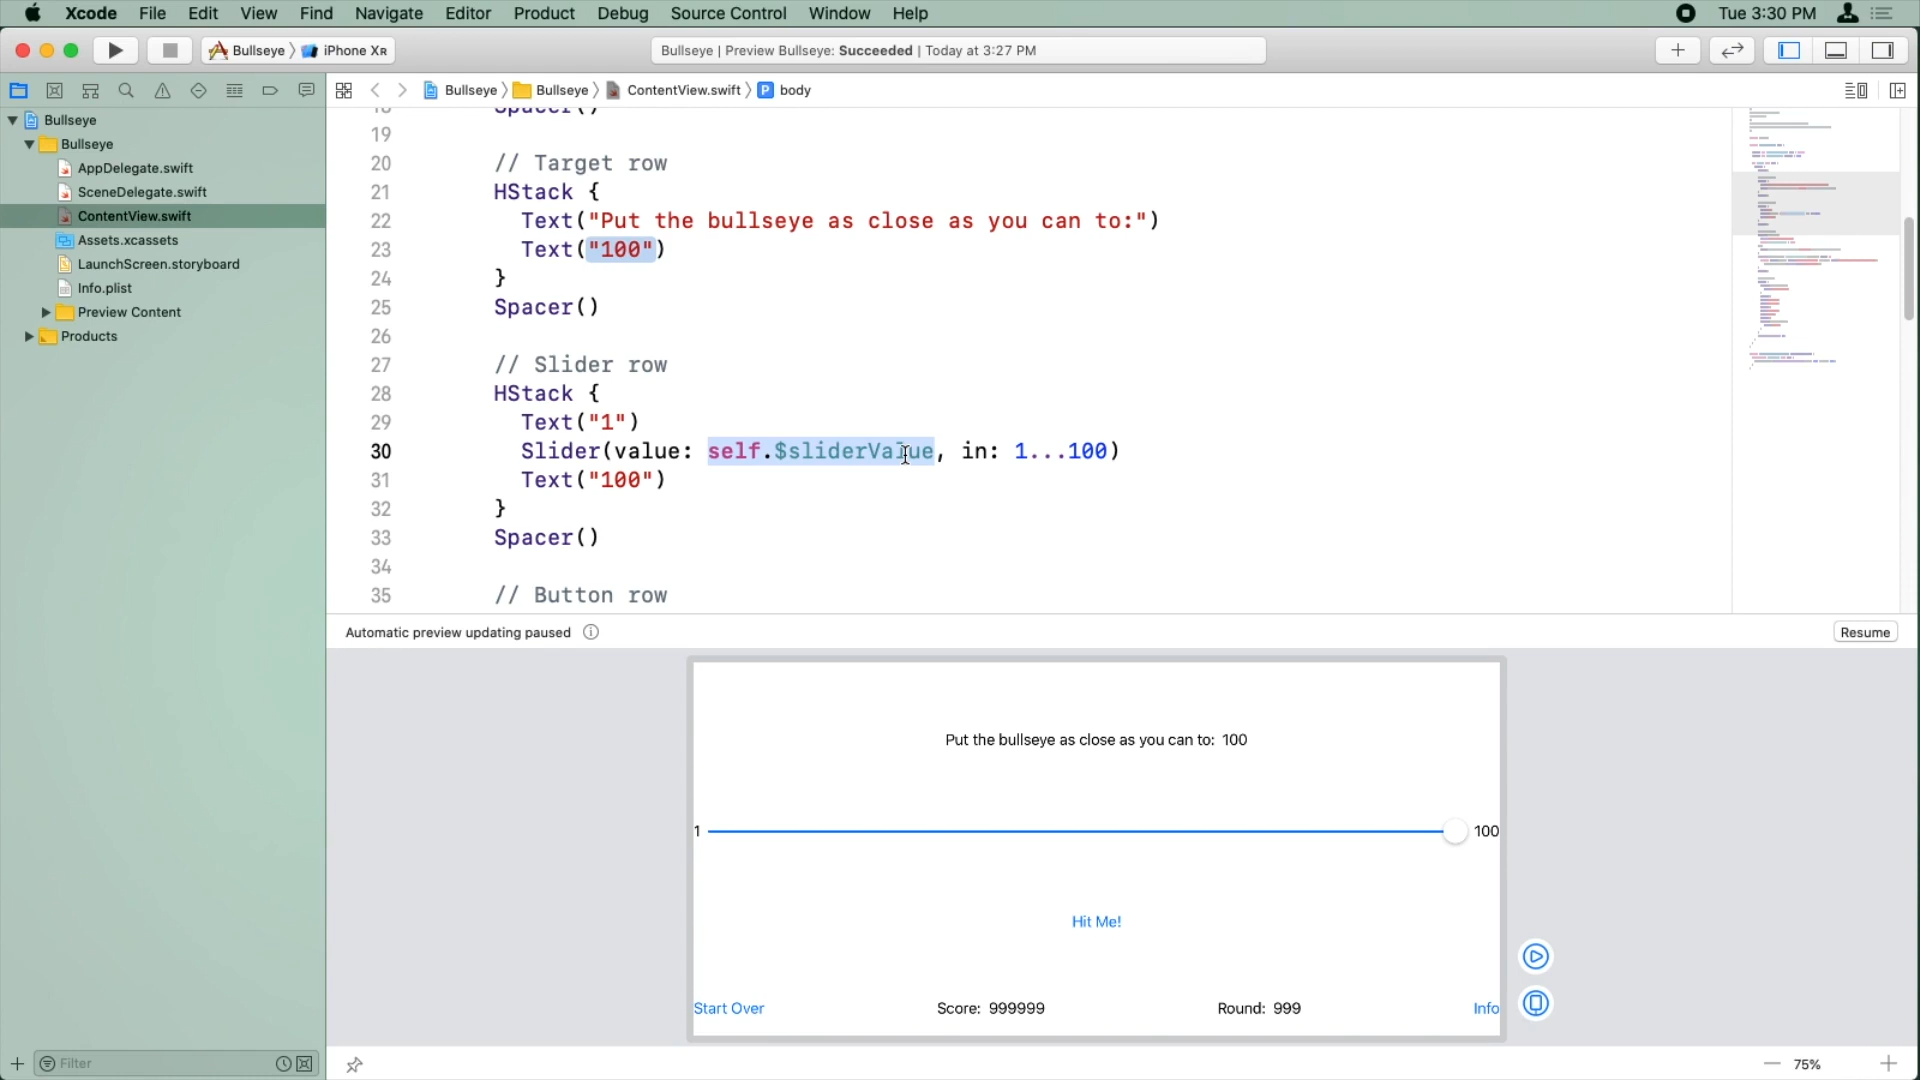 Xcode File Edit View Find Navigate Editor Product Debug Source Control Window Help Tue 3:30 PM
Bullseye iPhone XR Bullseye | Preview Bullseye: Succeeded | Today at 3:27 PM
Bullseye Bullseye ContentView.swift P body
Bullseye
Bullseye
AppDelegate.swift
SceneDelegate.swift
ContentView.swift
Assets.xcassets
LaunchScreen.storyboard
Info.plist
Preview Content
Products
Filter
18 Spacer()
19
20 // Target row
21 HStack {
22 Text("Put the bullseye as close as you can to:")
23 Text("100")
24 }
25 Spacer()
26
27 // Slider row
28 HStack {
29 Text("1")
30 Slider(value: self.$sliderValue, in: 1...100)
31 Text("100")
32 }
33 Spacer()
34
35 // Button row
Automatic preview updating paused Resume
Put the bullseye as close as you can to: 100
1 100
Hit Me!
Start Over Score: 999999 Round: 999 Info
75%